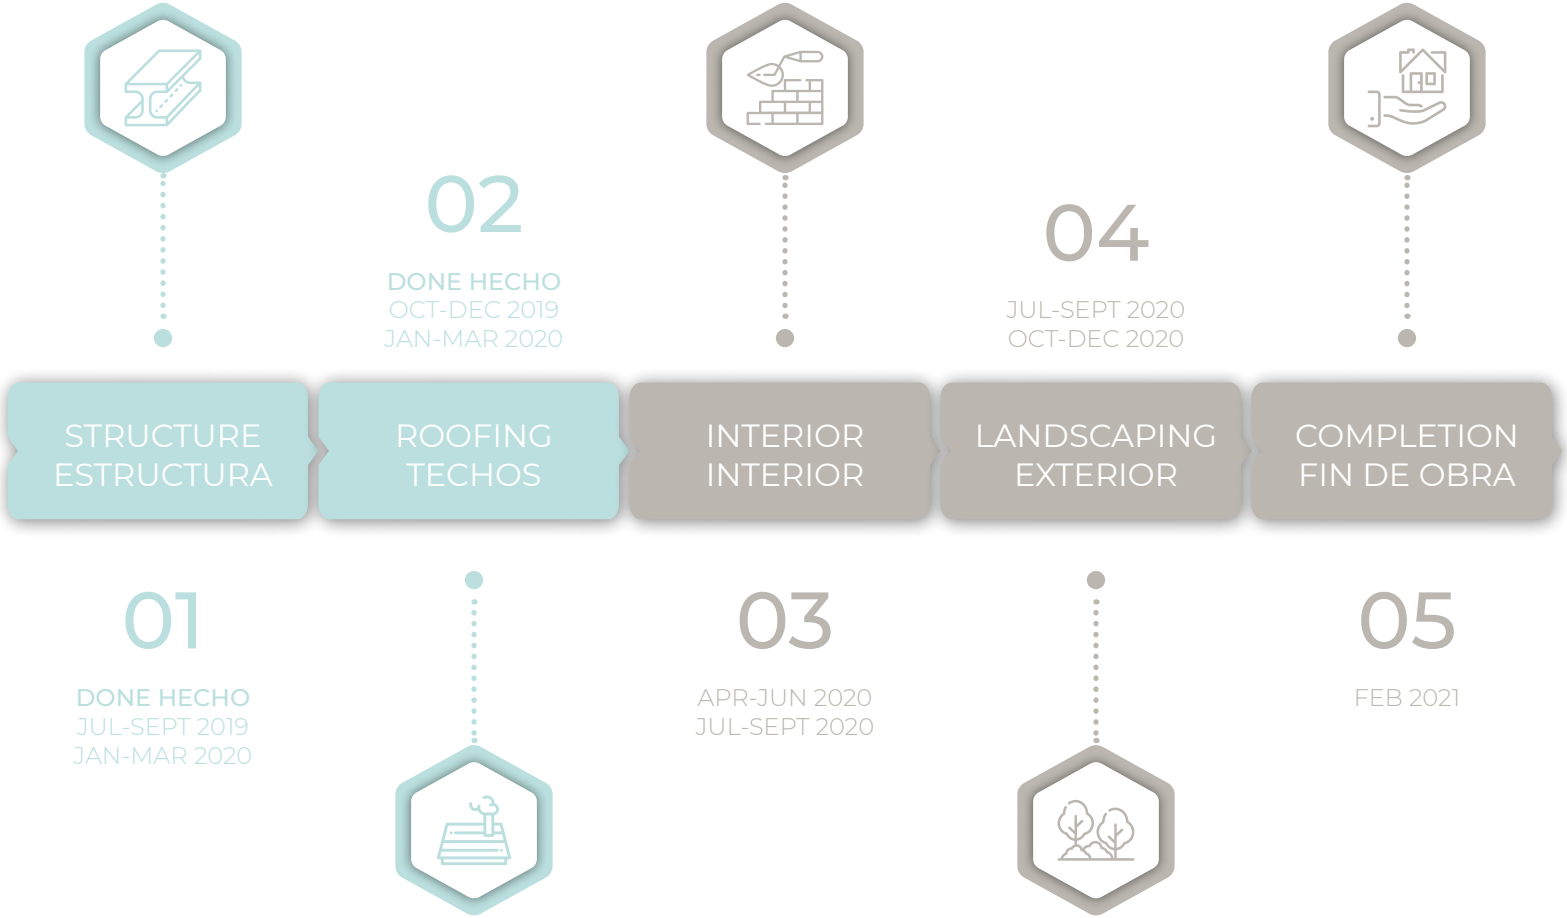 02
DONE HECHO
OCT-DEC 2019
JAN-MAR 2020
04
JUL-SEPT 2020
OCT-DEC 2020
STRUCTURE
ESTRUCTURA
ROOFING
TECHOS
INTERIOR
INTERIOR
LANDSCAPING
EXTERIOR
COMPLETION
FIN DE OBRA
01
DONE HECHO
JUL-SEPT 2019
JAN-MAR 2020
03
APR-JUN 2020
JUL-SEPT 2020
05
FEB 2021